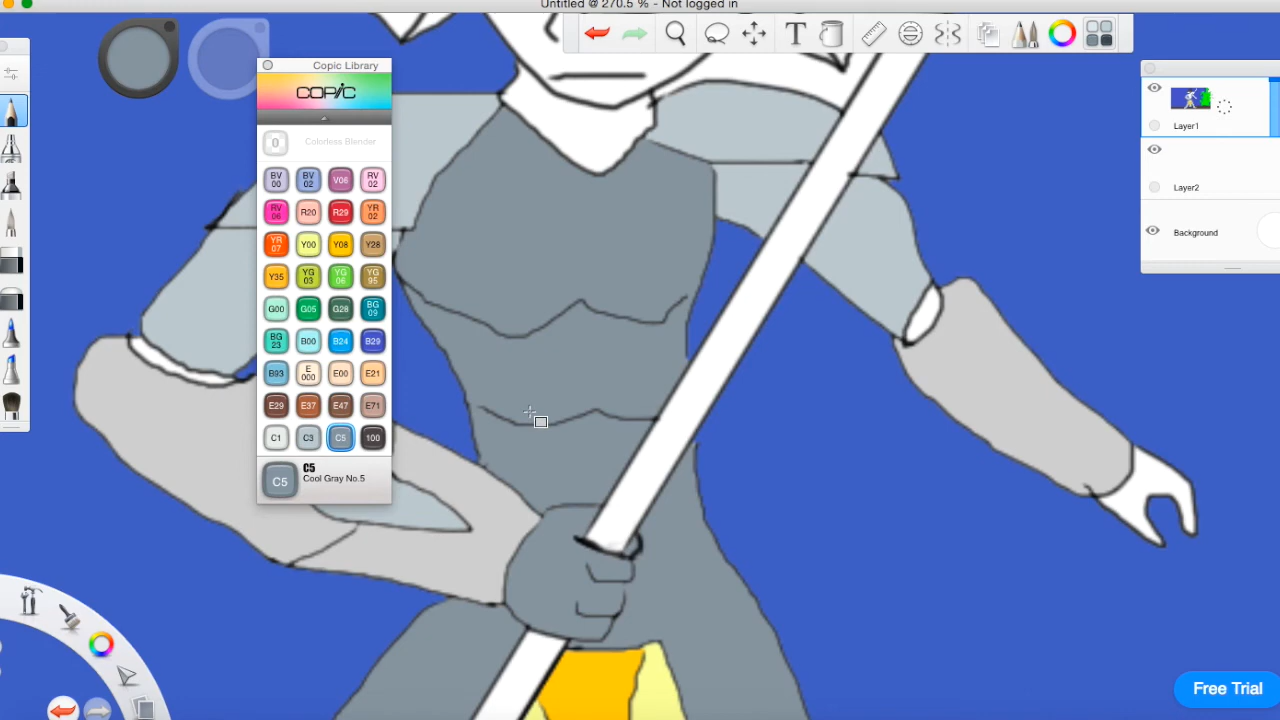 Untitled @ 270.5 % - Not logged in
T
Copic Library
COPIC
0 Colorless Blender
BV 00 BV 02 V06 RV 02
RV 06 R20 R29 YR 02
YR 07 Y00 Y08 Y28
Y35 YG 03 YG 06 YG 95
G00 G05 G28 BG 09
BG 23 B00 B24 B29
B93 E 000 E00 E21
E29 E37 E47 E71
C1 C3 C5 100
C5
C5
Cool Gray No.5
Layer1
Layer2
Background
Free Trial